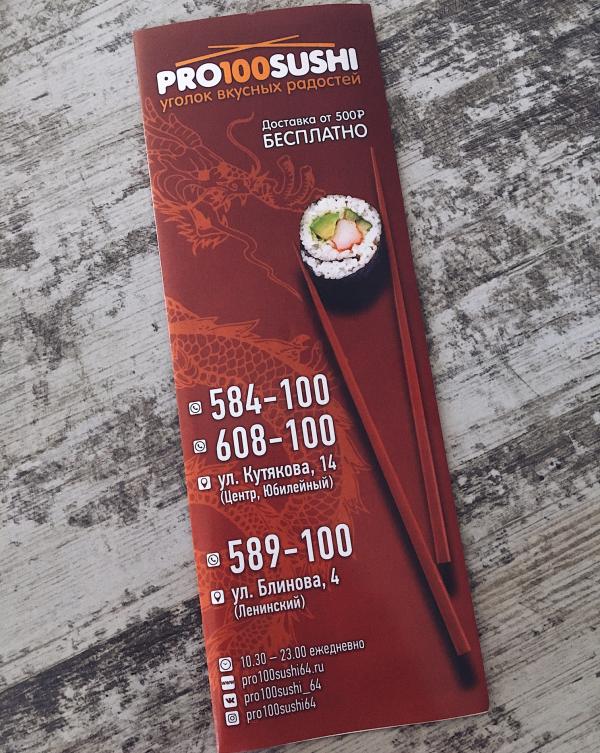 PRO100SUSHI
уголок вкусных радостей
Доставка от 500₽
БЕСПЛАТНО
584-100
608-100
ул. Кутякова, 14
(Центр, Юбилейный)
589-100
ул. Блинова, 4
(Ленинский)
10.30 – 23.00 ежедневно
www pro100sushi64.ru
pro100sushi_64
pro100sushi64